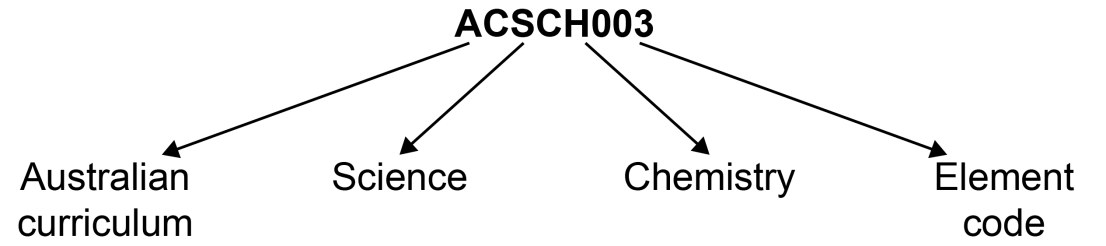 ACSCH003
Australian
curriculum
Science
Chemistry
Element
code